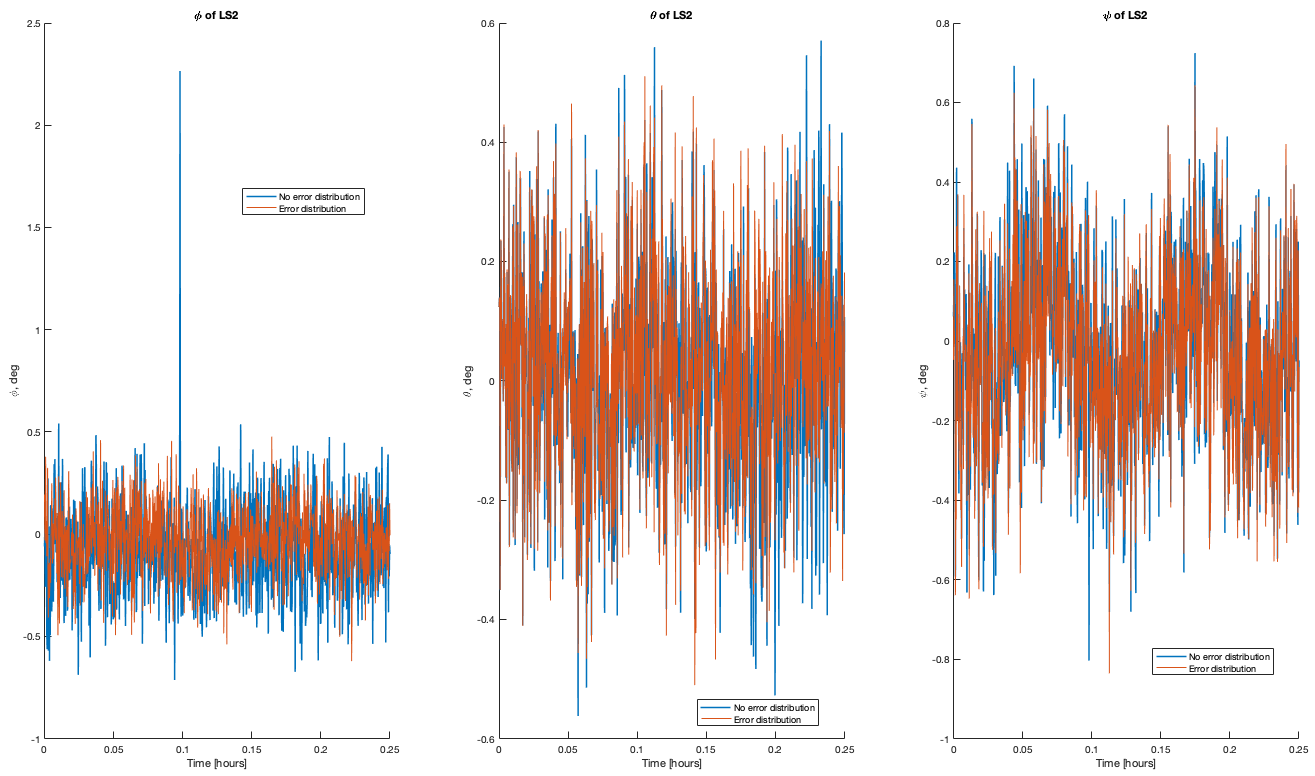 ϕ of LS2
2.5
2
1.5
1
0.5
0
-0.5
-1
ϕ, deg
No error distribution
Error distribution
0
0.05
0.1
0.15
0.2
0.25
Time [hours]
θ of LS2
0.6
0.4
0.2
0
-0.2
-0.4
-0.6
θ, deg
No error distribution
Error distribution
0
0.05
0.1
0.15
0.2
0.25
Time [hours]
ψ of LS2
0.8
0.6
0.4
0.2
0
-0.2
-0.4
-0.6
-0.8
-1
ψ, deg
No error distribution
Error distribution
0
0.05
0.1
0.15
0.2
0.25
Time [hours]